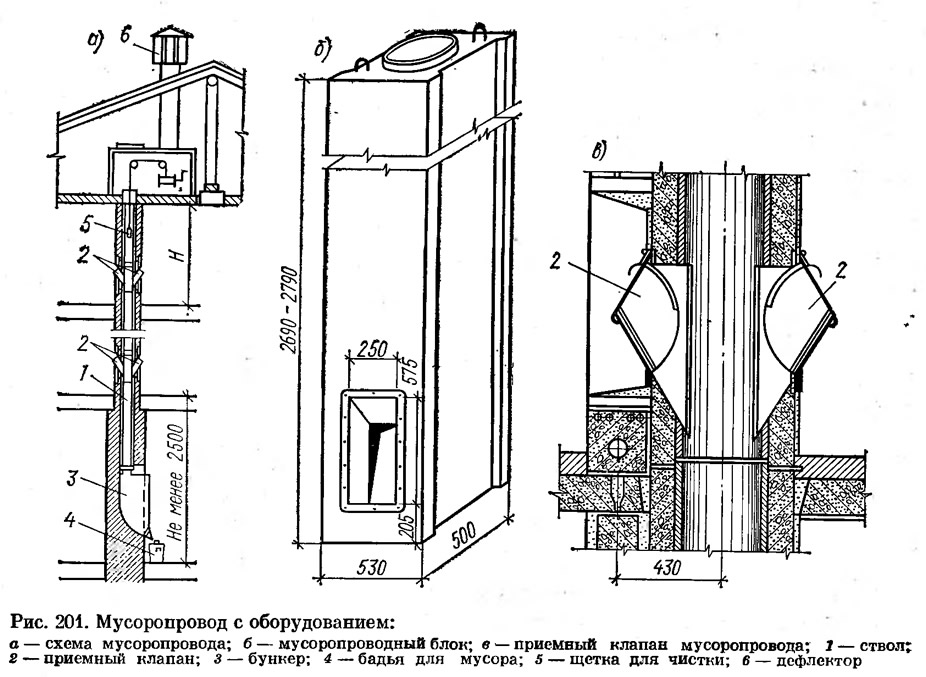 а) 6 б) в)
5
2
H
2
1
3
4
Не менее 2500
2690 – 2790
250
575
205
530
500
2 2
430
Рис. 201. Мусоропровод с оборудованием:
а — схема мусоропровода; б — мусоропроводный блок; в — приемный клапан мусоропровода; 1 — ствол;
2 — приемный клапан; 3 — бункер; 4 — бадья для мусора; 5 — щетка для чистки; 6 — дефлектор